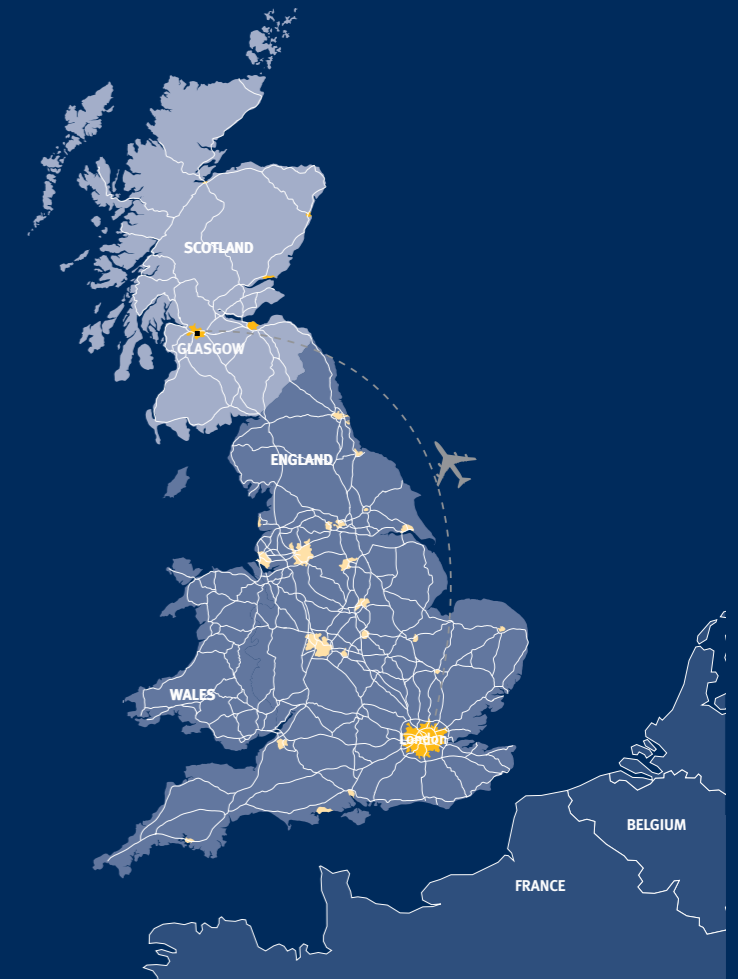 SCOTLAND
GLASGOW
ENGLAND
WALES
London
BELGIUM
FRANCE